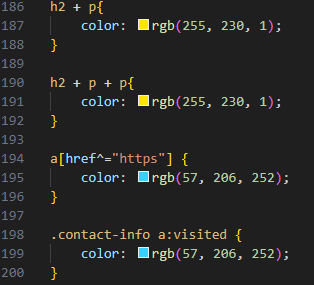 186 h2 + p{
187     color: rgb(255, 230, 1);
188 }
189
190 h2 + p + p{
191     color: rgb(255, 230, 1);
192 }
193
194 a[href^="https"] {
195     color: rgb(57, 206, 252);
196 }
197
198 .contact-info a:visited {
199     color: rgb(57, 206, 252);
200 }